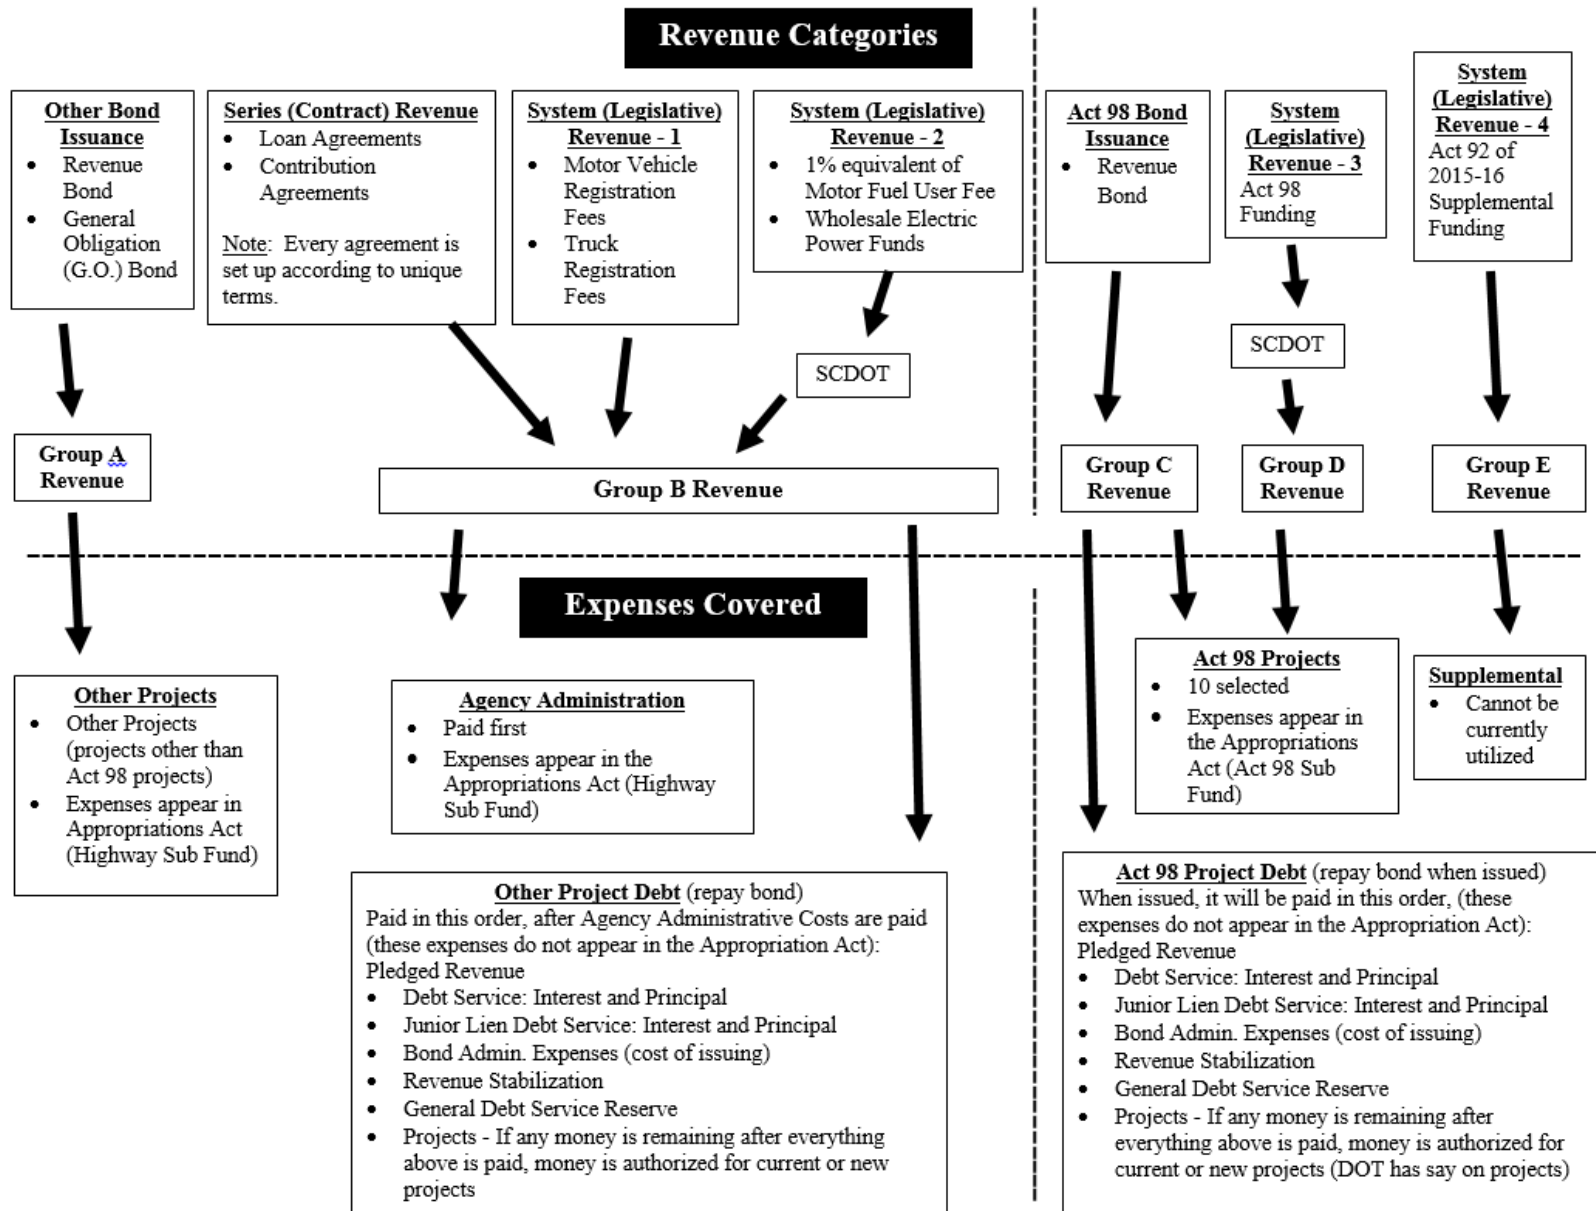 Revenue Categories
Other Bond
Issuance
• Revenue
Bond
• General
Obligation
(G.O.) Bond
Series (Contract) Revenue
• Loan Agreements
• Contribution
Agreements
Note: Every agreement is
set up according to unique
terms.
System (Legislative)
Revenue - 1
• Motor Vehicle
Registration
Fees
• Truck
Registration
Fees
System (Legislative)
Revenue - 2
• 1% equivalent of
Motor Fuel User Fee
• Wholesale Electric
Power Funds
Act 98 Bond
Issuance
• Revenue
Bond
System
(Legislative)
Revenue - 3
Act 98
Funding
System
(Legislative)
Revenue - 4
Act 92 of
2015-16
Supplemental
Funding
SCDOT
SCDOT
Group A
Revenue
Group B Revenue
Group C
Revenue
Group D
Revenue
Group E
Revenue
Expenses Covered
Other Projects
• Other Projects
(projects other than
Act 98 projects)
• Expenses appear in
Appropriations Act
(Highway Sub Fund)
Agency Administration
• Paid first
• Expenses appear in the
Appropriations Act (Highway
Sub Fund)
Act 98 Projects
• 10 selected
• Expenses appear in
the Appropriations
Act (Act 98 Sub
Fund)
Supplemental
• Cannot be
currently
utilized
Other Project Debt (repay bond)
Paid in this order, after Agency Administrative Costs are paid
(these expenses do not appear in the Appropriation Act):
Pledged Revenue
• Debt Service: Interest and Principal
• Junior Lien Debt Service: Interest and Principal
• Bond Admin. Expenses (cost of issuing)
• Revenue Stabilization
• General Debt Service Reserve
• Projects - If any money is remaining after everything
above is paid, money is authorized for current or new
projects
Act 98 Project Debt (repay bond when issued)
When issued, it will be paid in this order, (these
expenses do not appear in the Appropriation Act):
Pledged Revenue
• Debt Service: Interest and Principal
• Junior Lien Debt Service: Interest and Principal
• Bond Admin. Expenses (cost of issuing)
• Revenue Stabilization
• General Debt Service Reserve
• Projects - If any money is remaining after
everything above is paid, money is authorized for
current or new projects (DOT has say on projects)